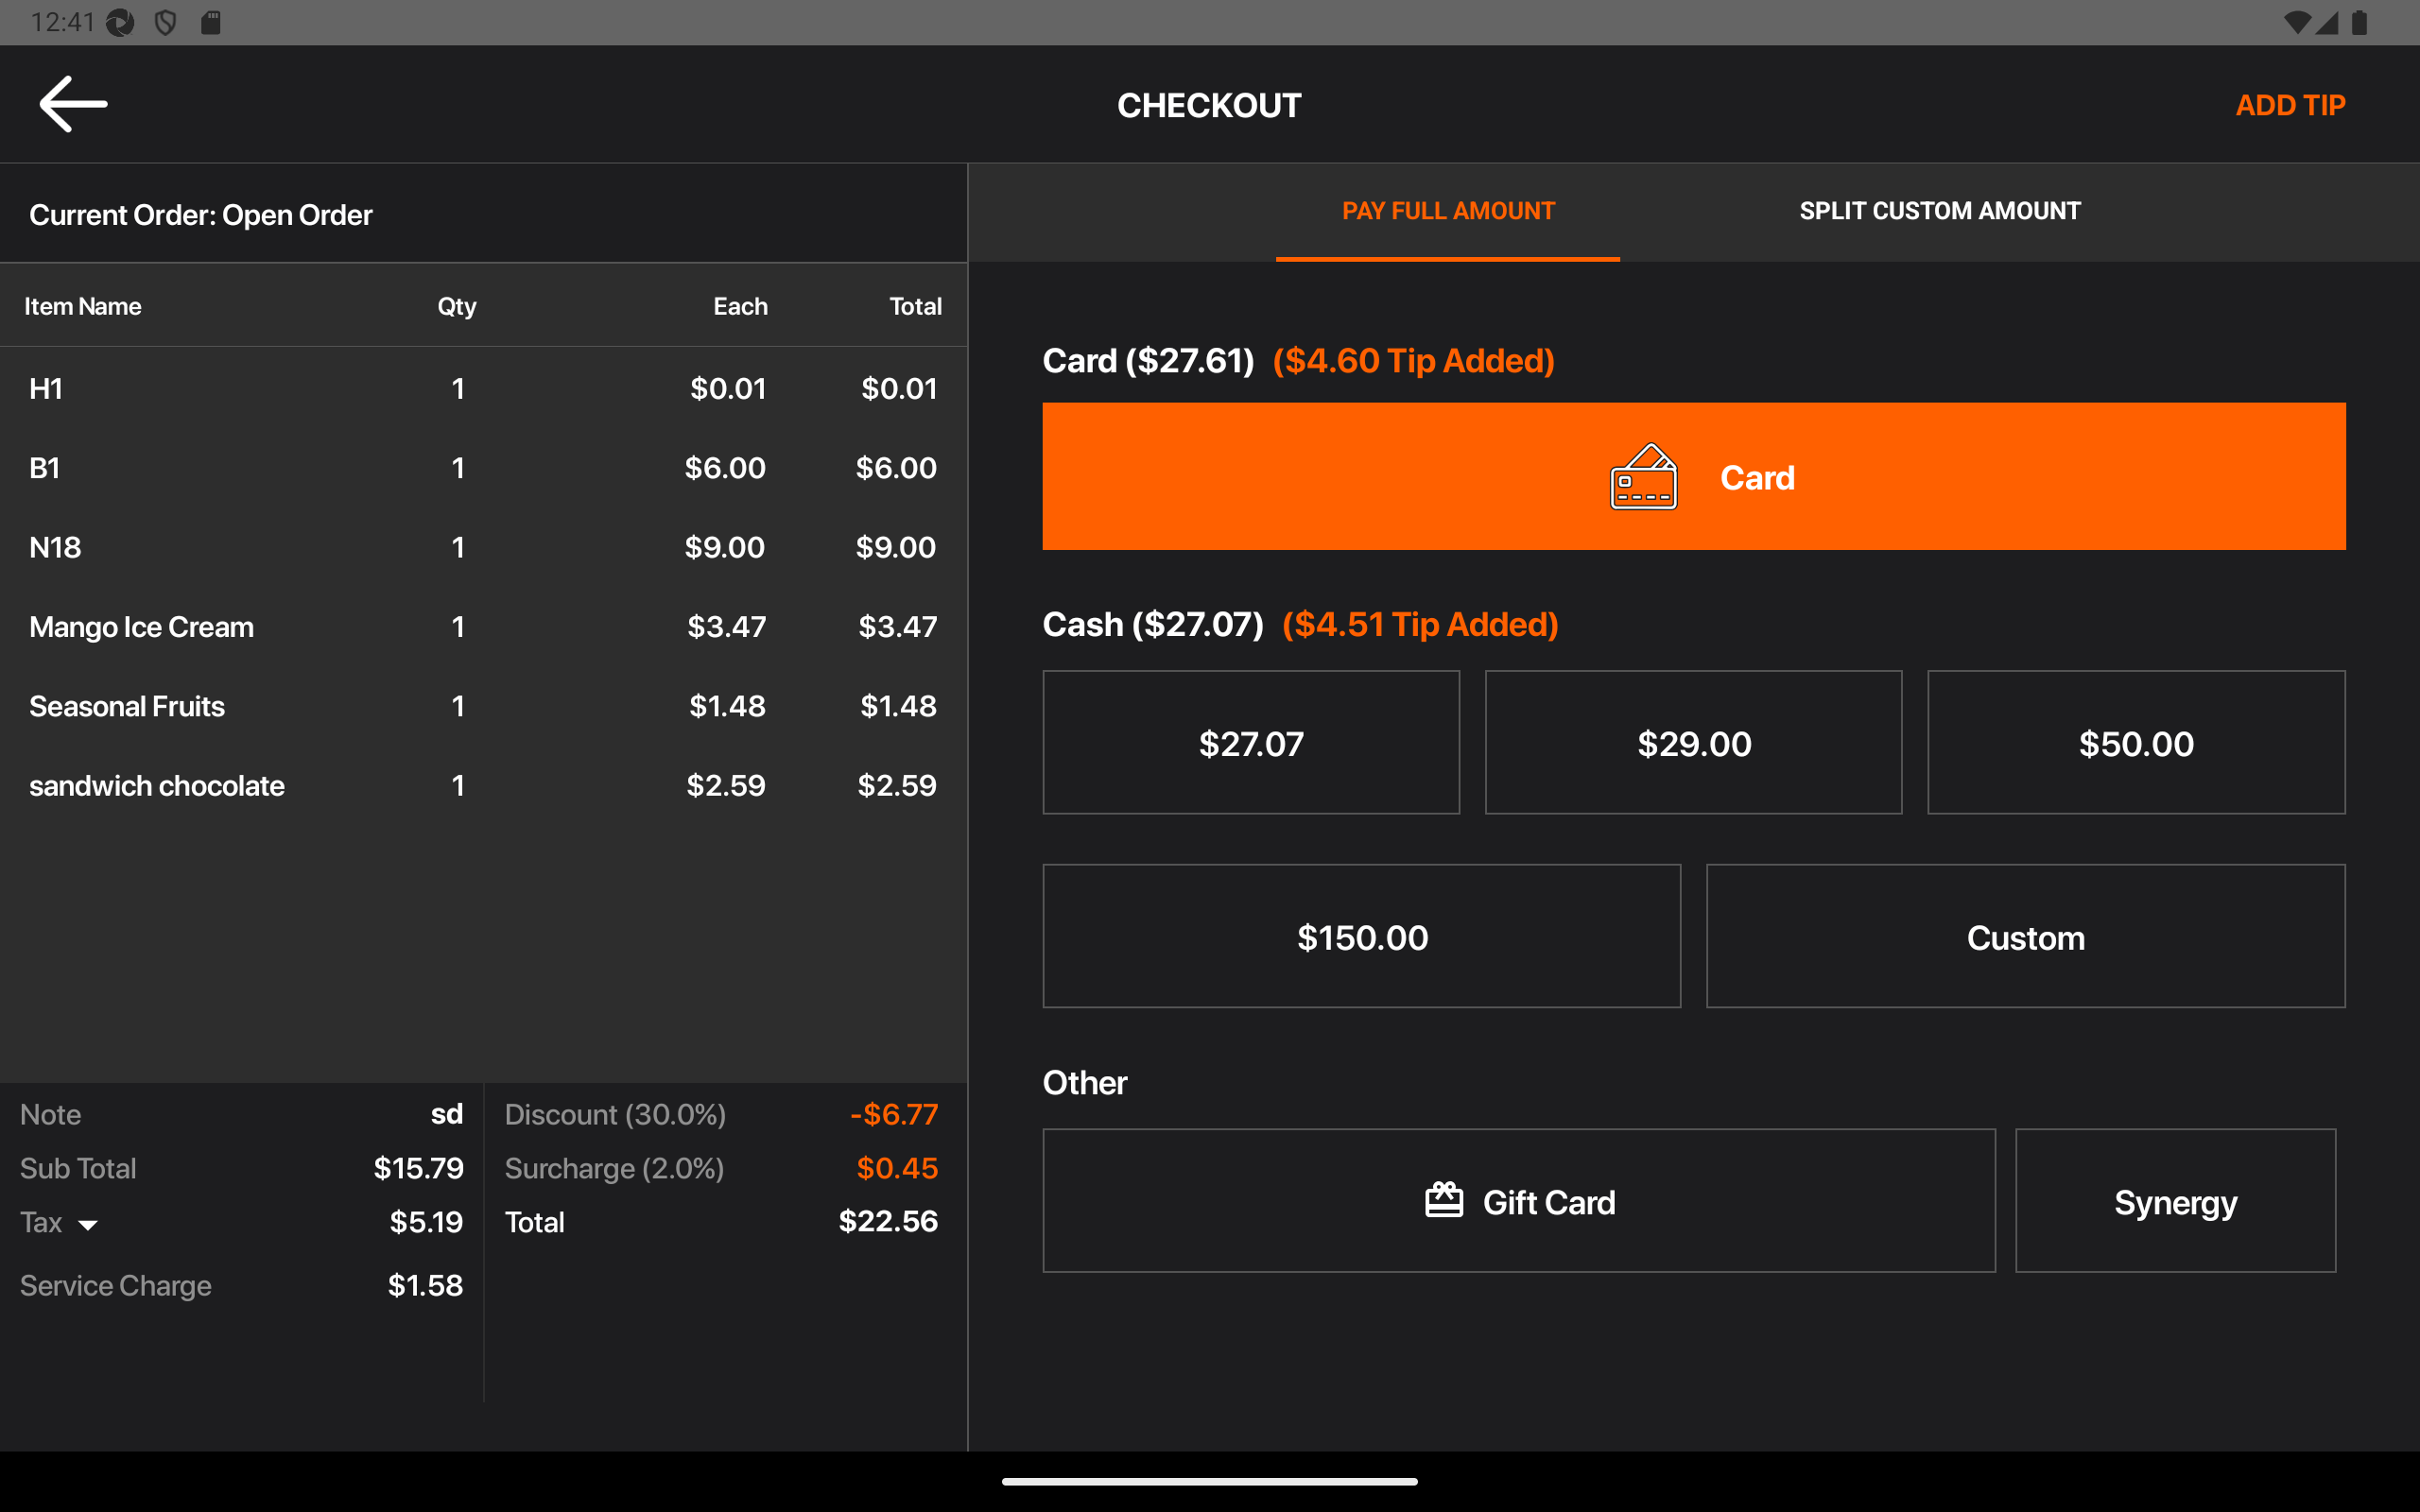 12:41
CHECKOUT
ADD TIP
Current Order: Open Order
PAY FULL AMOUNT
SPLIT CUSTOM AMOUNT
Item Name Qty Each Total
H1 1 $0.01 $0.01
B1 1 $6.00 $6.00
N18 1 $9.00 $9.00
Mango Ice Cream 1 $3.47 $3.47
Seasonal Fruits 1 $1.48 $1.48
sandwich chocolate 1 $2.59 $2.59
Note sd
Sub Total $15.79
Tax $5.19
Service Charge $1.58
Discount (30.0%) -$6.77
Surcharge (2.0%) $0.45
Total $22.56
Card ($27.61) ($4.60 Tip Added)
Card
Cash ($27.07) ($4.51 Tip Added)
$27.07
$29.00
$50.00
$150.00
Custom
Other
Gift Card
Synergy